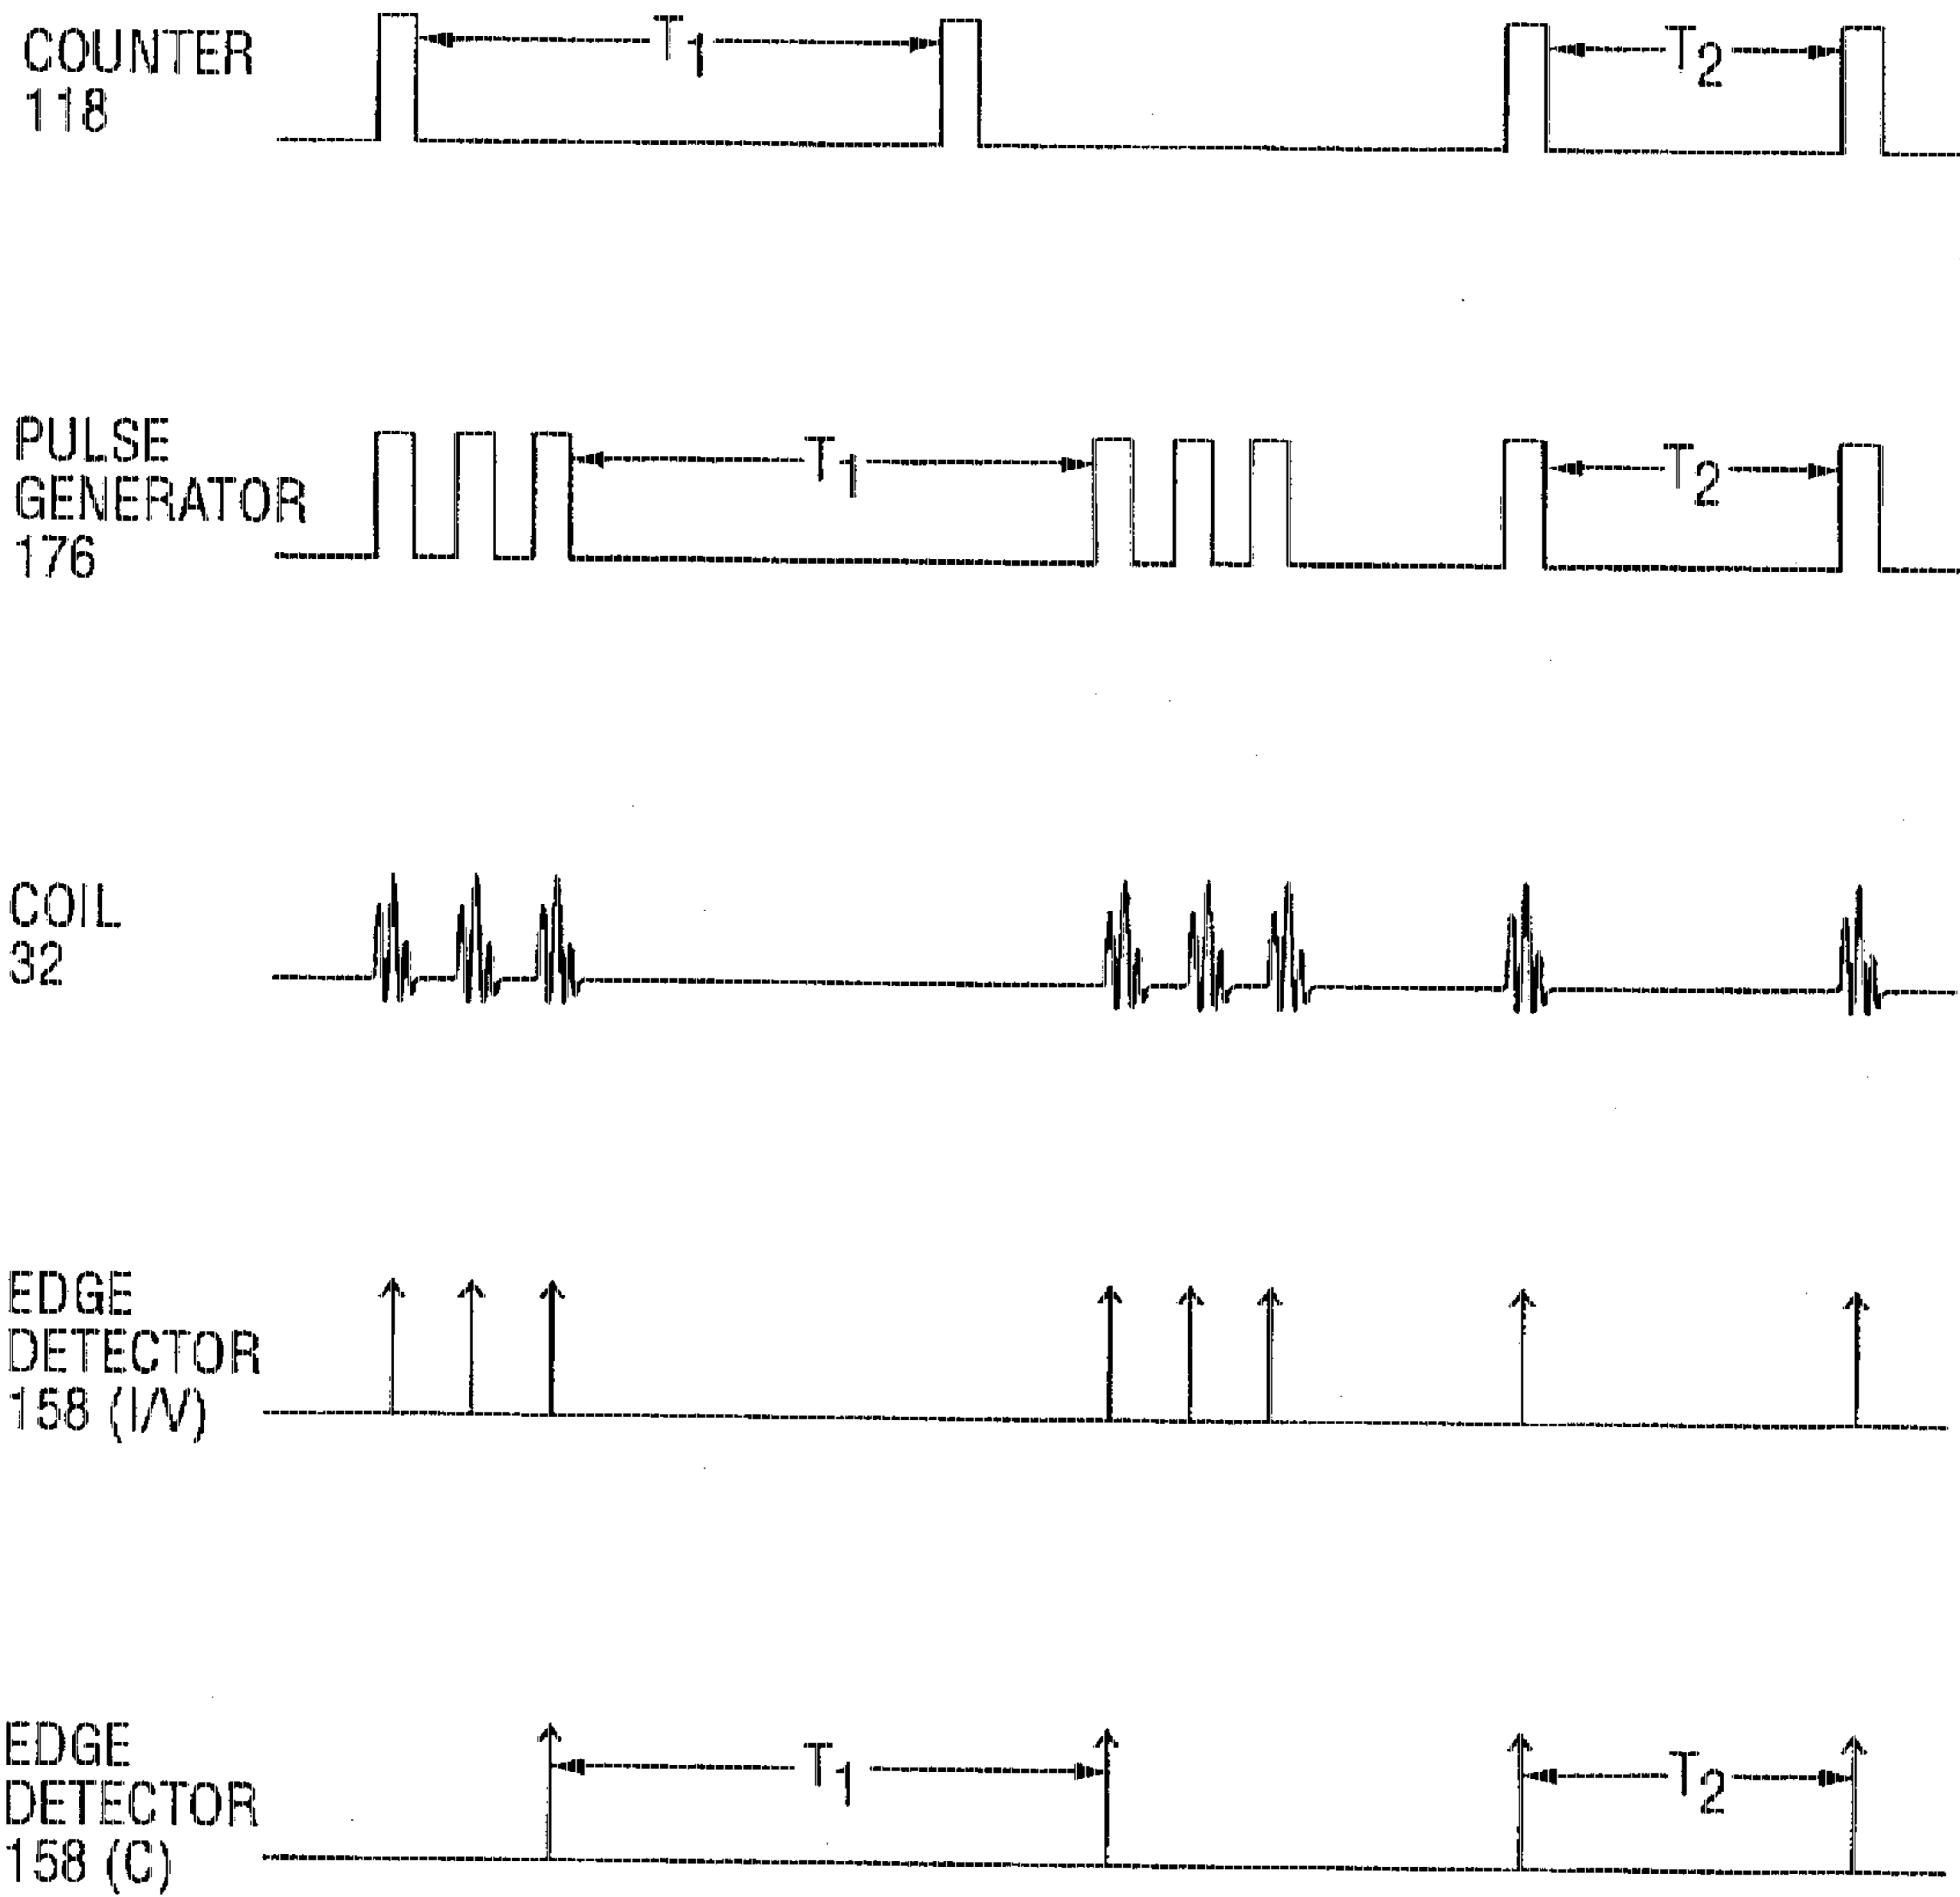 COUNTER
118
T1
T2
PULSE
GENERATOR
176
T1
T2
COIL
32
EDGE
DETECTOR
158 (I/V)
EDGE
DETECTOR
158 (C)
T1
T2